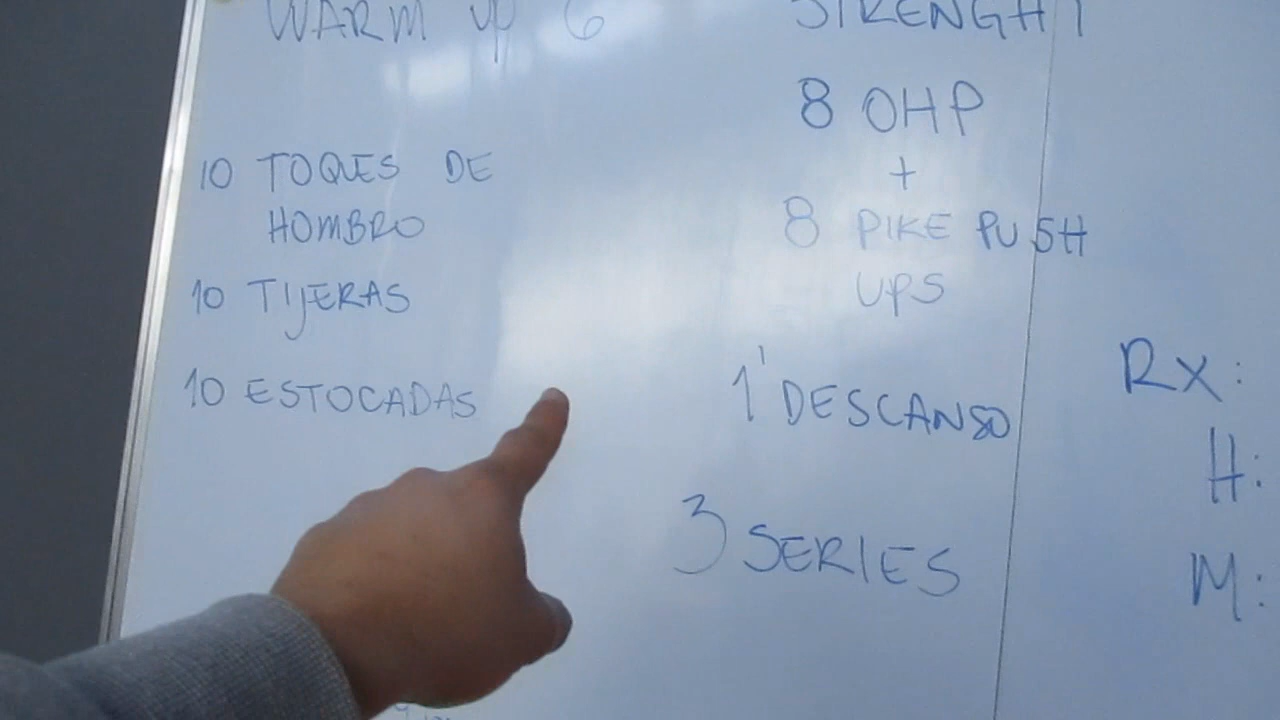 WARM UP 6
10 TOQUES DE
HOMBRO
10 TIJERAS
10 ESTOCADAS
STRENGHT
8 OHP
+
8 PIKE PUSH
UPS
1' DESCANSO
3 SERIES
RX:
H:
M: